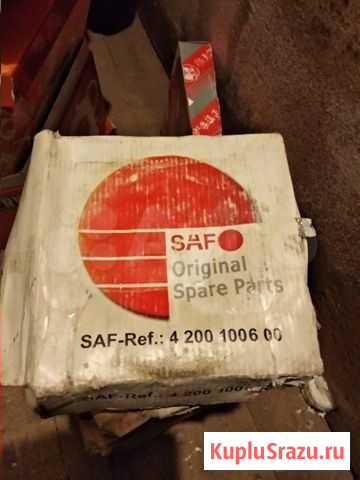 SAF
Original
Spare Parts
SAF-Ref.: 4 200 1006 00
KupluSrazu.ru